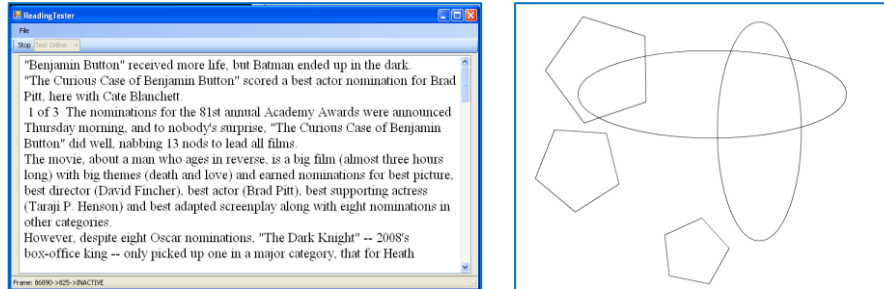 ReadingTester
File
Stop Test Online
"Benjamin Button" received more life, but Batman ended up in the dark.
"The Curious Case of Benjamin Button" scored a best actor nomination for Brad
Pitt, here with Cate Blanchett.
1 of 3 The nominations for the 81st annual Academy Awards were announced
Thursday morning, and to nobody's surprise, "The Curious Case of Benjamin
Button" did well, nabbing 13 nods to lead all films.
The movie, about a man who ages in reverse, is a big film (almost three hours
long) with big themes (death and love) and earned nominations for best picture,
best director (David Fincher), best actor (Brad Pitt), best supporting actress
(Taraji P. Henson) and best adapted screenplay along with eight nominations in
other categories.
However, despite eight Oscar nominations, "The Dark Knight" -- 2008's
box-office king -- only picked up one in a major category, that for Heath
Frame: 86890->825->INACTIVE